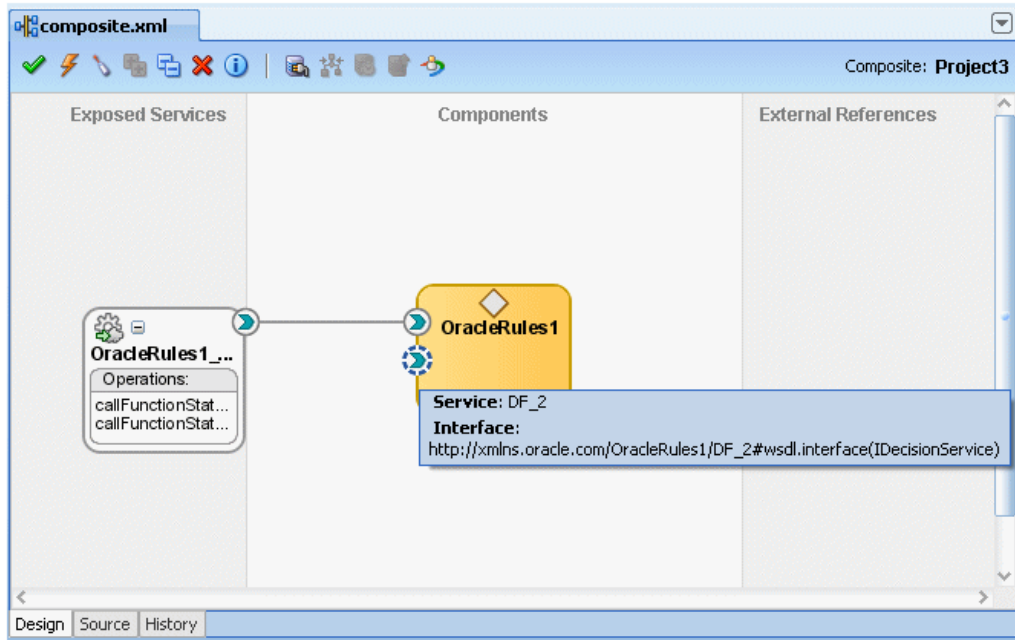 composite.xml
Composite: Project3
Exposed Services
Components
External References
OracleRules1
OracleRules1_...
Operations:
callFunctionStat...
callFunctionStat...
Service: DF_2
Interface:
http://xmlns.oracle.com/OracleRules1/DF_2#wsdl.interface(IDecisionService)
Design Source History